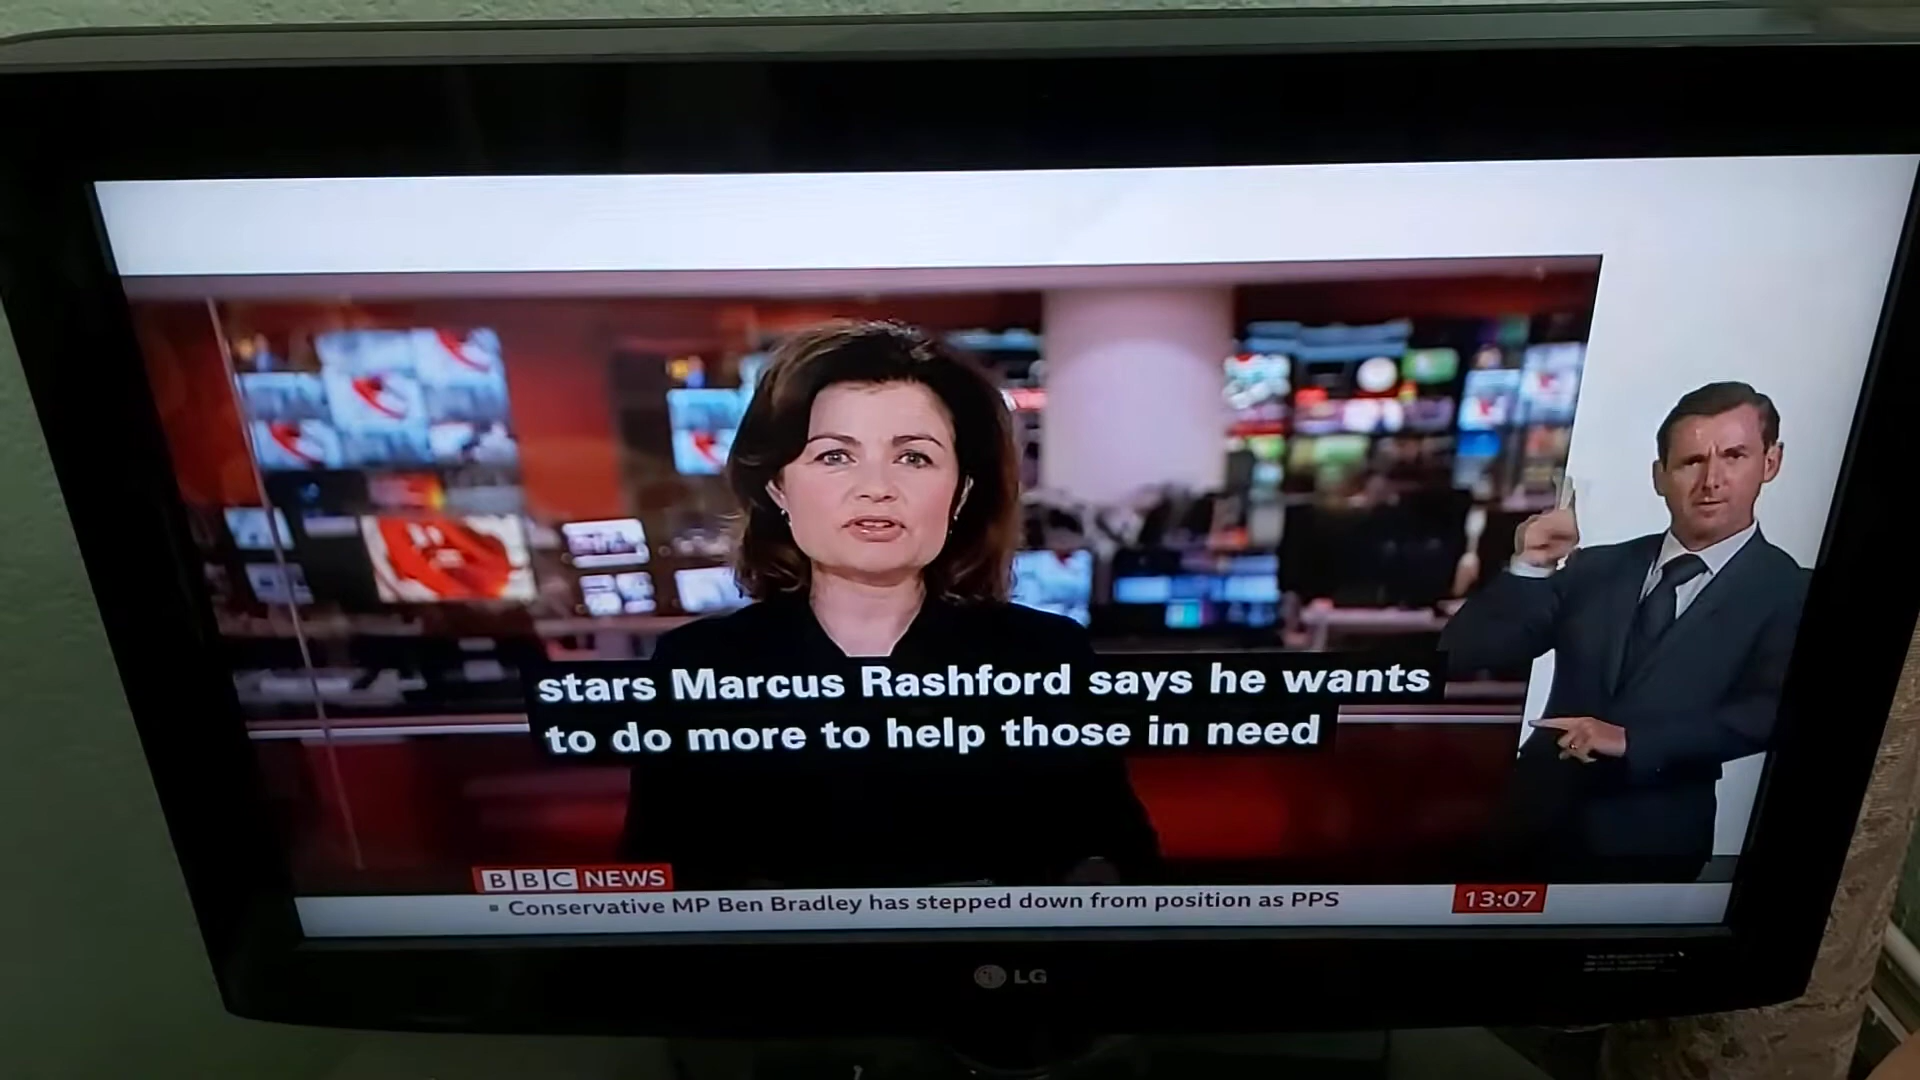 stars Marcus Rashford says he wants
to do more to help those in need
BBC NEWS
Conservative MP Ben Bradley has stepped down from position as PPS
13:07
LG